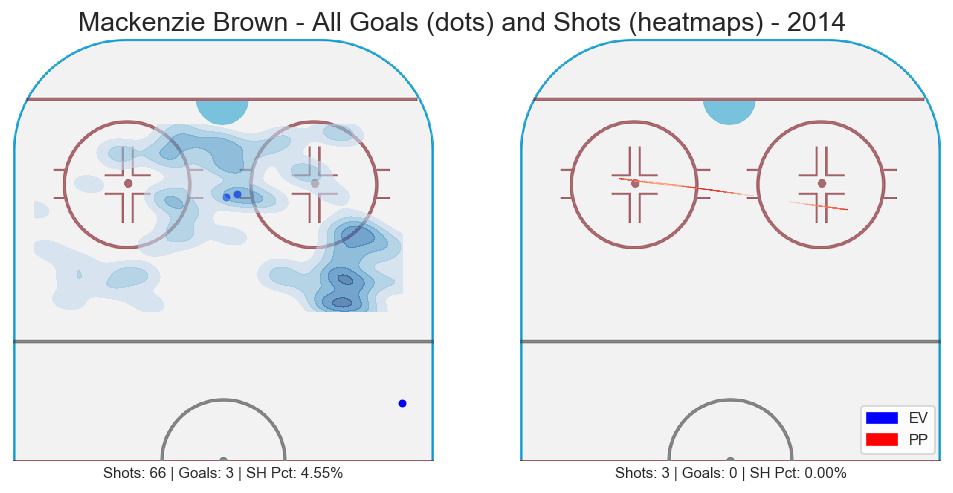 Mackenzie Brown - All Goals (dots) and Shots (heatmaps) - 2014
EV
PP
Shots: 66 | Goals: 3 | SH Pct: 4.55%
Shots: 3 | Goals: 0 | SH Pct: 0.00%